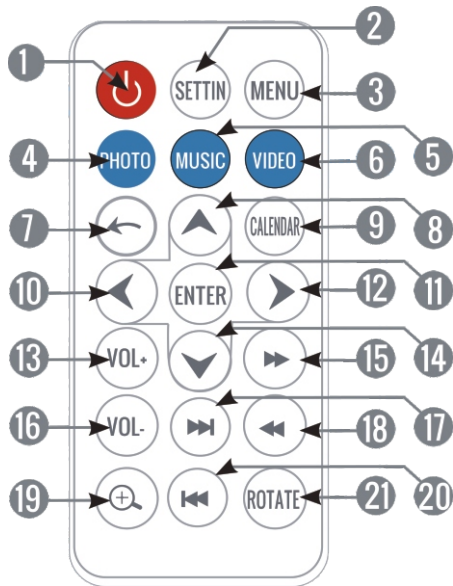 2
1 SETTIN MENU 3
4 PHOTO MUSIC VIDEO 6 5
7 CALENDAR 9 8
10 ENTER 12 11
13 VOL+ 15 14
16 VOL- 18 17
19 ROTATE 21 20